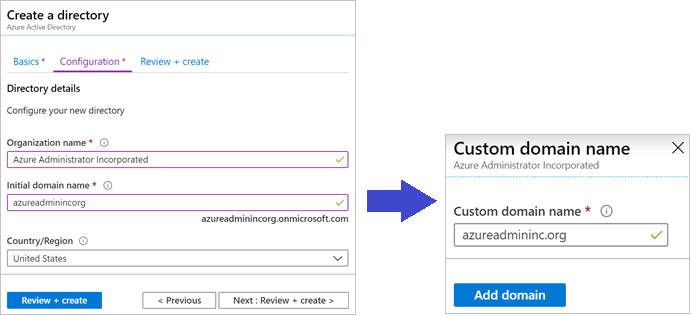 Create a directory
Azure Active Directory
Basics * Configuration * Review + create
Directory details
Configure your new directory
Organization name *
Azure Administrator Incorporated
Initial domain name *
azureadminincorg
azureadminincorg.onmicrosoft.com
Country/Region
United States
Review + create < Previous Next : Review + create >
Custom domain name
Azure Administrator Incorporated
Custom domain name *
azureadmininc.org
Add domain